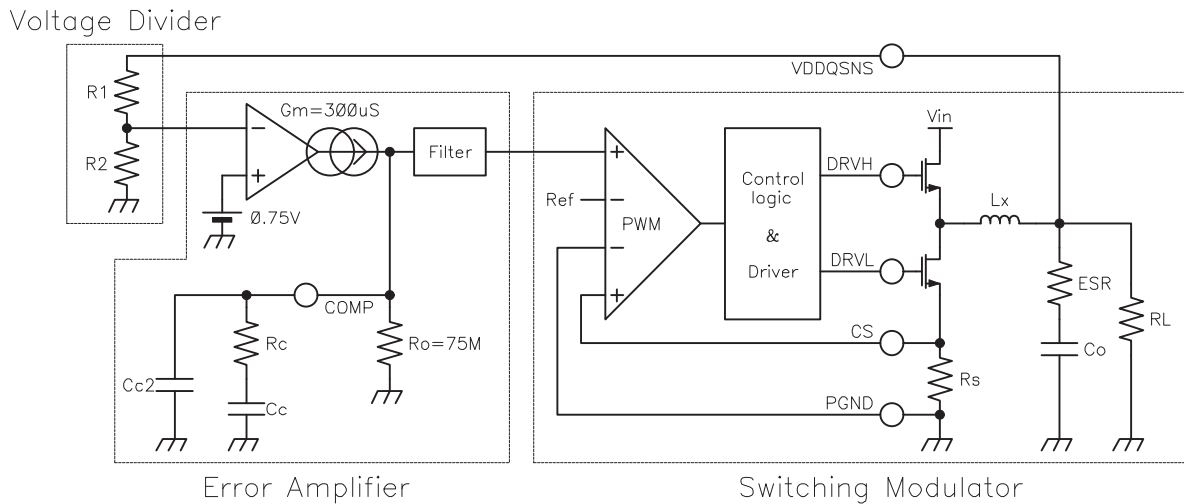 Voltage Divider
VDDQSNS
R1
Gm=300uS
Vin
Filter
DRVH
R2
Control
logic
&
Driver
Ref
PWM
Lx
0.75V
DRVL
ESR
COMP
CS
RL
Rc
Ro=75M
Co
Cc2
Rs
Cc
PGND
Error Amplifier
Switching Modulator